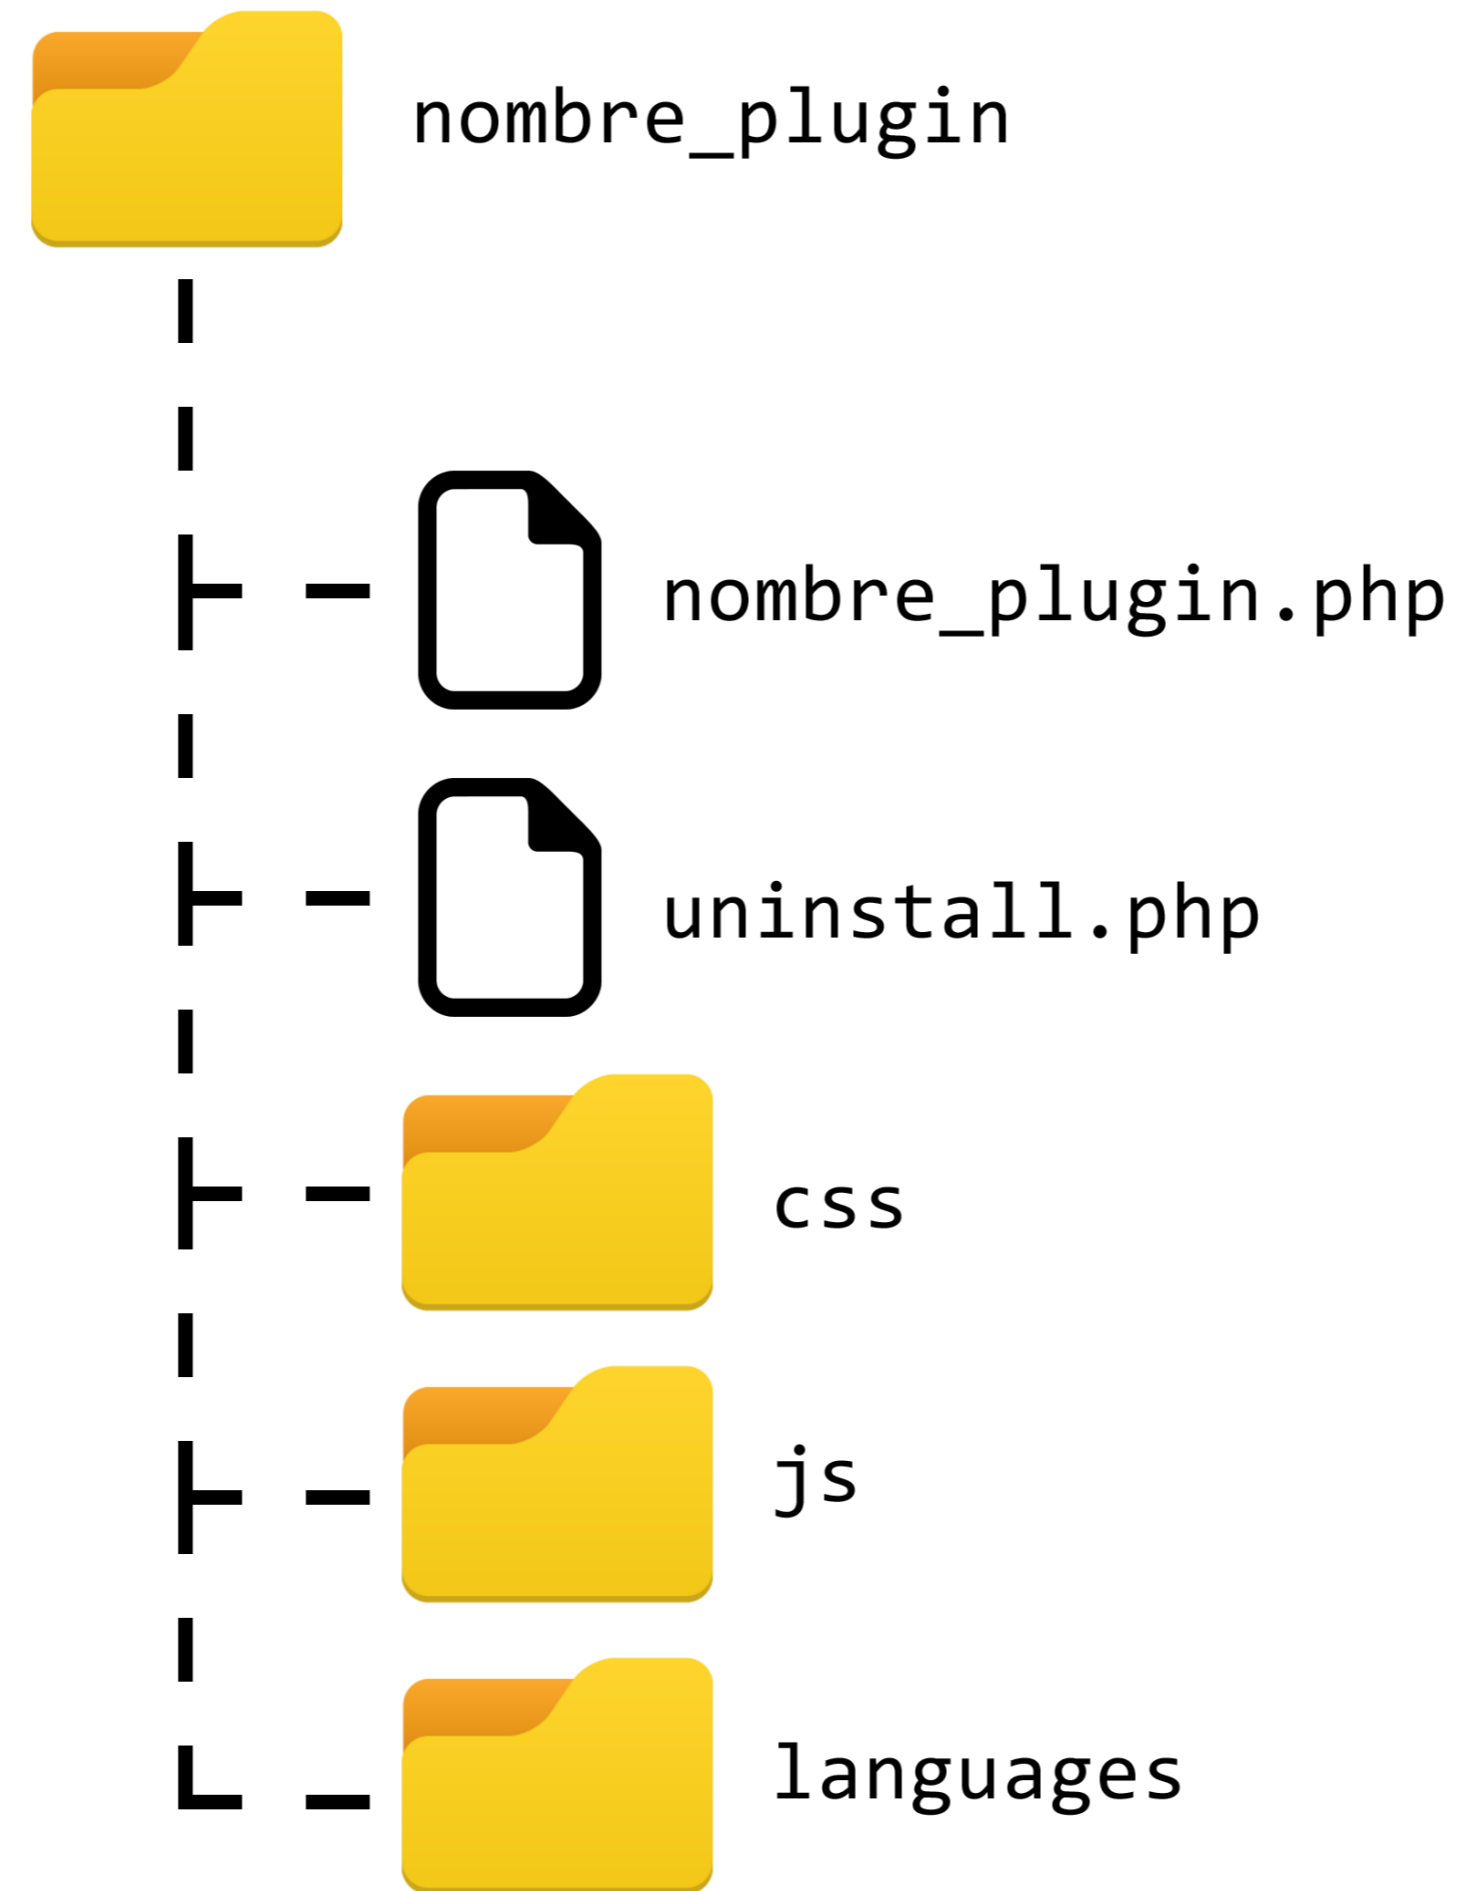 nombre_plugin
nombre_plugin.php
uninstall.php
css
js
languages